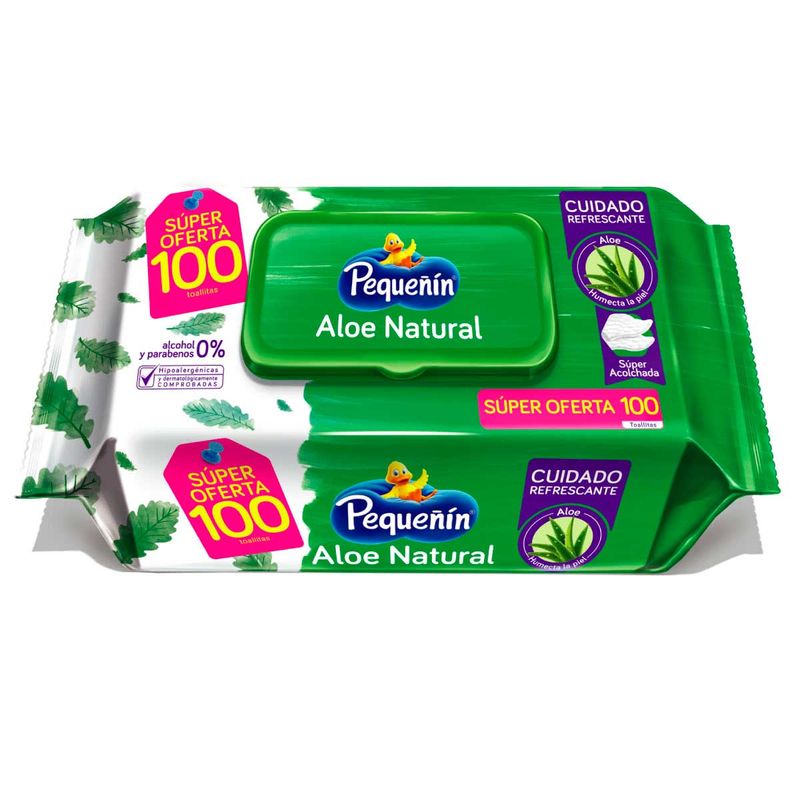 SÚPER
OFERTA
100
toallitas
alcohol
y parabenos 0%
Hipoalergénicas
y dermatológicamente
COMPROBADAS
Pequeñín
Aloe Natural
CUIDADO
REFRESCANTE
Aloe
Humecta la piel
Súper
Acolchada
SÚPER OFERTA 100
Toallitas
SÚPER
OFERTA
100
toallitas
Pequeñín
Aloe Natural
CUIDADO
REFRESCANTE
Aloe
Humecta la piel